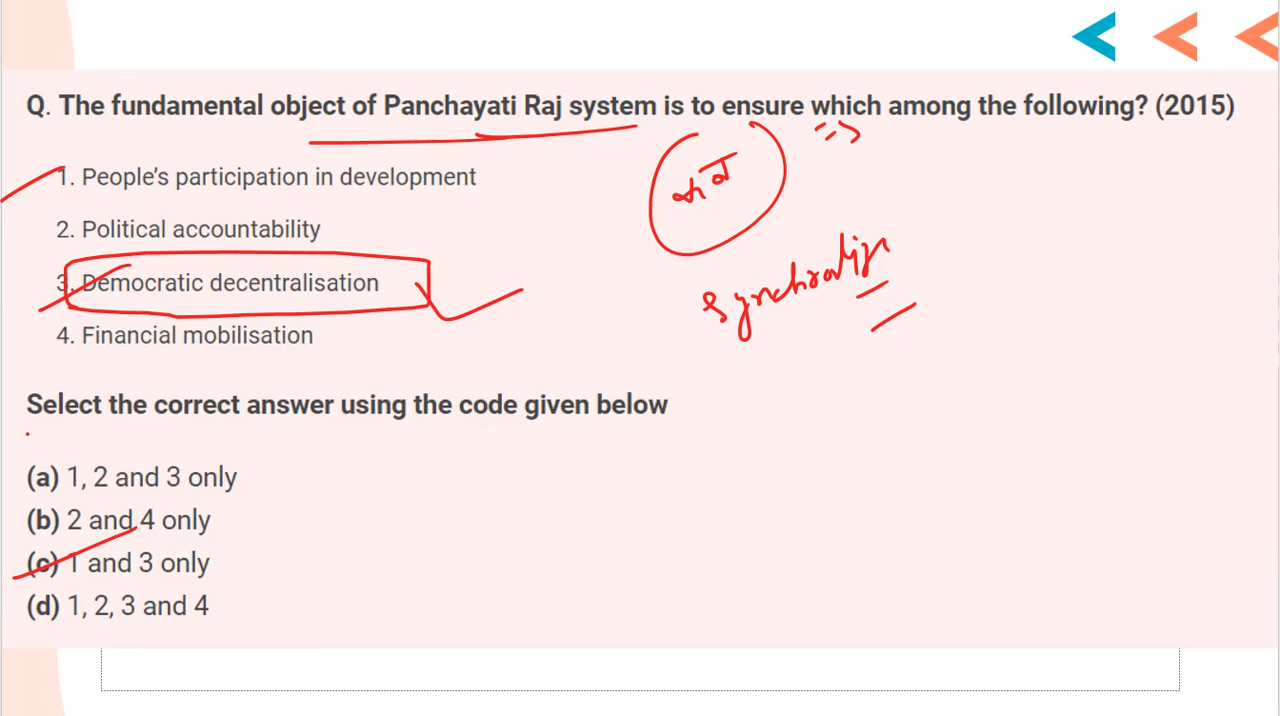 Q. The fundamental object of Panchayati Raj system is to ensure which among the following? (2015)
1. People's participation in development
2. Political accountability
3. Democratic decentralisation
4. Financial mobilisation
Select the correct answer using the code given below
(a) 1, 2 and 3 only
(b) 2 and 4 only
(c) 1 and 3 only
(d) 1, 2, 3 and 4